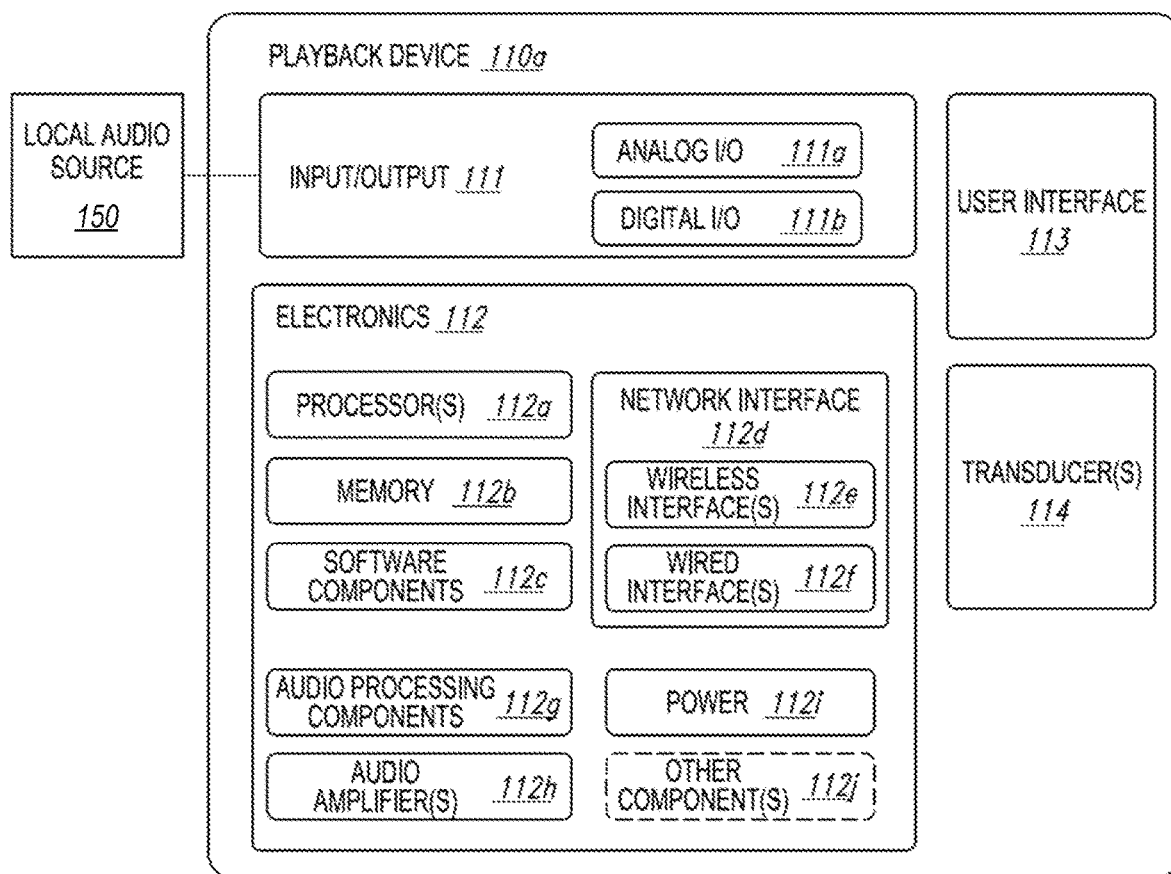 PLAYBACK DEVICE 110a
LOCAL AUDIO
SOURCE
150
INPUT/OUTPUT 111
ANALOG I/O 111a
DIGITAL I/O 111b
USER INTERFACE
113
ELECTRONICS 112
PROCESSOR(S) 112a
MEMORY 112b
SOFTWARE
COMPONENTS 112c
NETWORK INTERFACE
112d
WIRELESS
INTERFACE(S) 112e
WIRED
INTERFACE(S) 112f
TRANSDUCER(S)
114
AUDIO PROCESSING
COMPONENTS 112g
POWER 112i
AUDIO
AMPLIFIER(S) 112h
OTHER
COMPONENT(S) 112j